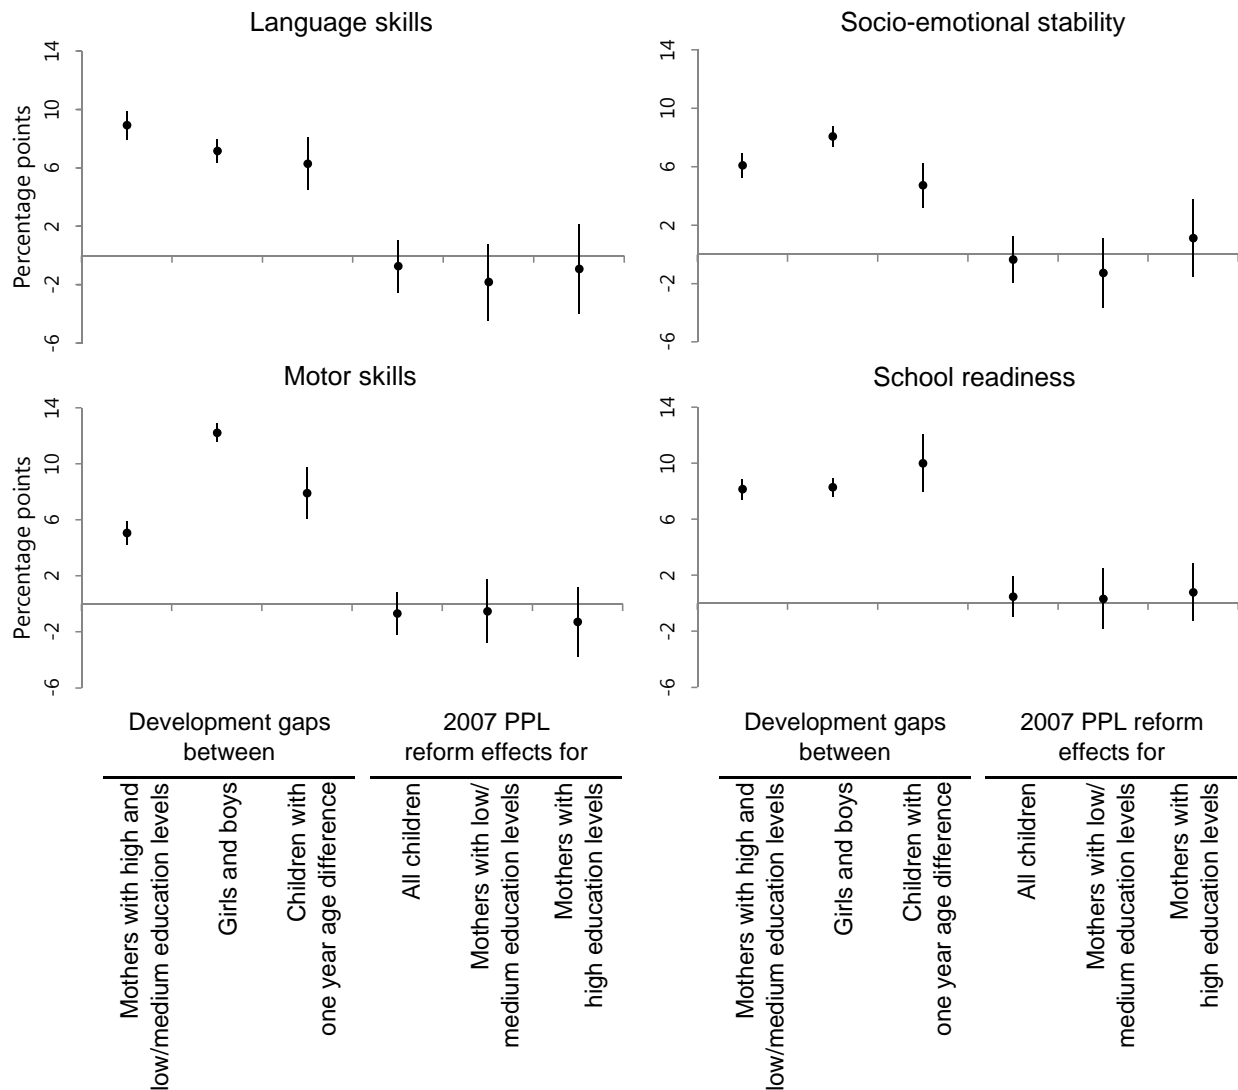 Language skills
Socio-emotional stability
Percentage points
14
10
6
2
-2
-6
14
10
6
2
-2
-6
Motor skills
School readiness
Percentage points
14
10
6
2
-2
-6
14
10
6
2
-2
-6
Development gaps
between
2007 PPL
reform effects for
Development gaps
between
2007 PPL reform
effects for
Mothers with high and
low/medium education levels
Girls and boys
Children with
one year age difference
All children
Mothers with low/
medium education levels
Mothers with
high education levels
Mothers with high and
low/medium education levels
Girls and boys
Children with
one year age difference
All children
Mothers with low/
medium education levels
Mothers with
high education levels